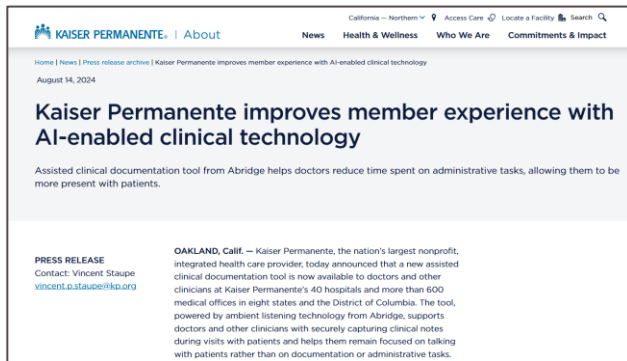 California — Northern Access Care Locate a Facility Search
KAISER PERMANENTE® | About
News Health & Wellness Who We Are Commitments & Impact
Home | News | Press release archive | Kaiser Permanente improves member experience with AI-enabled clinical technology
August 14, 2024
Kaiser Permanente improves member experience with
AI-enabled clinical technology
Assisted clinical documentation tool from Abridge helps doctors reduce time spent on administrative tasks, allowing them to be
more present with patients.
PRESS RELEASE
Contact: Vincent Staupe
vincent.p.staupe@kp.org
OAKLAND, Calif. — Kaiser Permanente, the nation's largest nonprofit,
integrated health care provider, today announced that a new assisted
clinical documentation tool is now available to doctors and other
clinicians at Kaiser Permanente's 40 hospitals and more than 600
medical offices in eight states and the District of Columbia. The tool,
powered by ambient listening technology from Abridge, supports
doctors and other clinicians with securely capturing clinical notes
during visits with patients and helps them remain focused on talking
with patients rather than on documentation or administrative tasks.